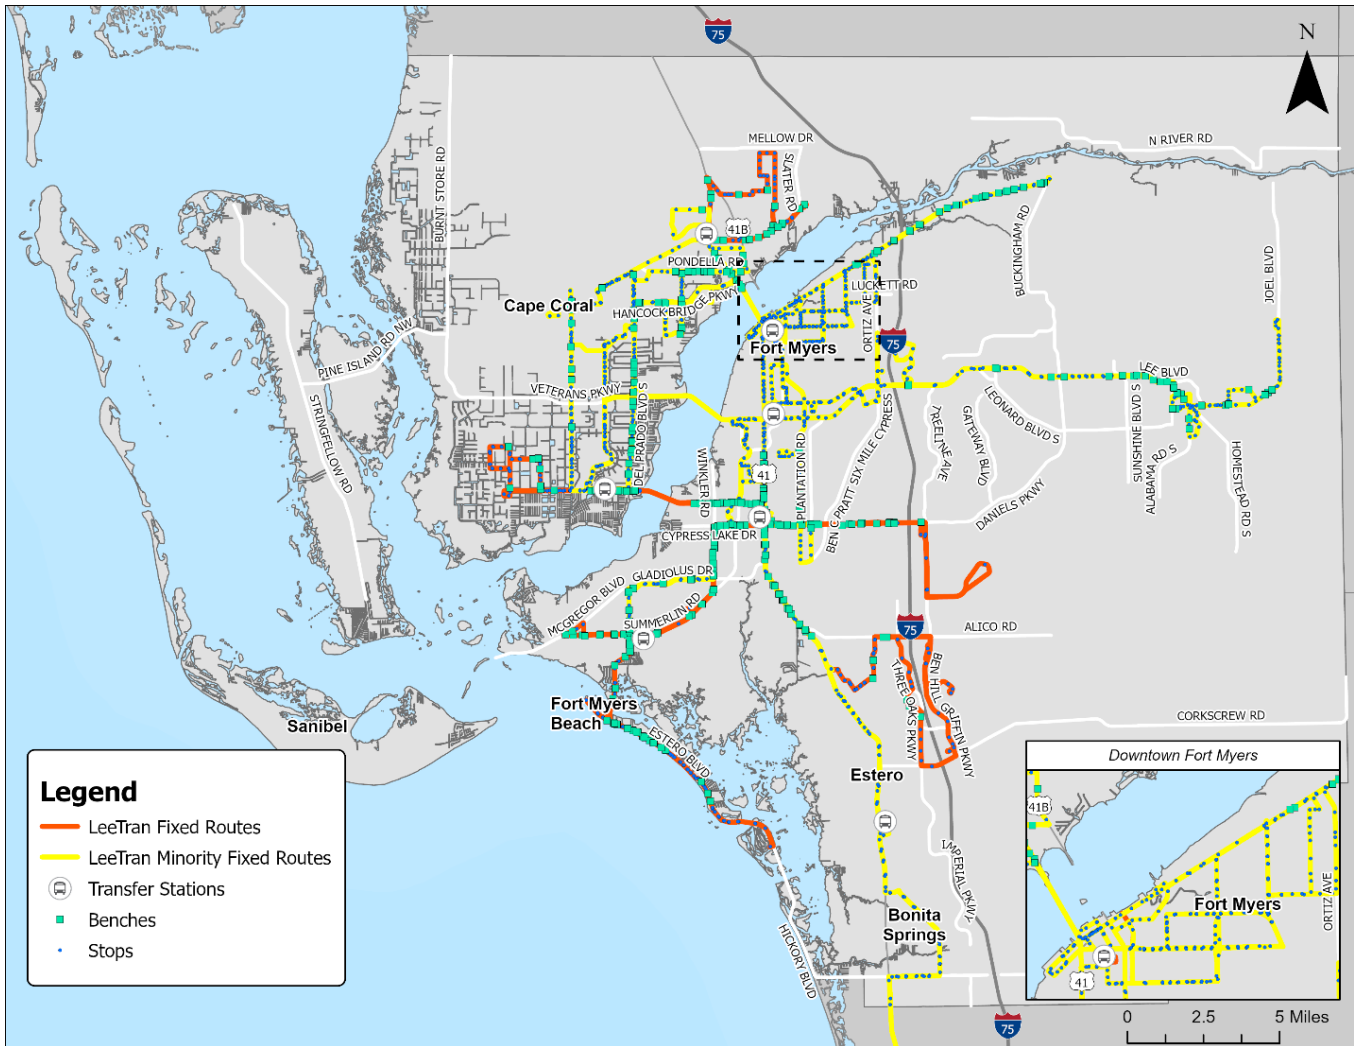 75
N
MELLOW DR
N RIVER RD
SLATER RD
BURNT STORE RD
41B
BUCKINGHAM RD
JOEL BLVD
PONDELLA RD
LUCKETT RD
Cape Coral
HANCOCK BRIDGE PKWY
ORTIZ AVE
75
Fort Myers
PINE ISLAND RD NW
VETERANS PKWY
LEE BLVD
STRINGFELLOW RD
DEL PRADO BLVD S
LEONARD BLVD S
SUNSHINE BLVD S
TREELINE AVE
GATEWAY BLVD
PLANTATION RD
BEN C PRATT SIX MILE CYPRESS
WINKLER RD
41
ALABAMA RD S
HOMESTEAD RD S
DANIELS PKWY
CYPRESS LAKE DR
GLADIOLUS DR
MCGREGOR BLVD
SUMMERLIN RD
75
ALICO RD
THREE OAKS PKWY
BEN HILL GRIFFIN PKWY
Fort Myers
Beach
Sanibel
CORKSCREW RD
ESTERO BLVD
Estero
IMPERIAL PKWY
Bonita
Springs
HICKORY BLVD
75
Legend
LeeTran Fixed Routes
LeeTran Minority Fixed Routes
Transfer Stations
Benches
Stops
Downtown Fort Myers
41B
ORTIZ AVE
Fort Myers
41
0 2.5 5 Miles